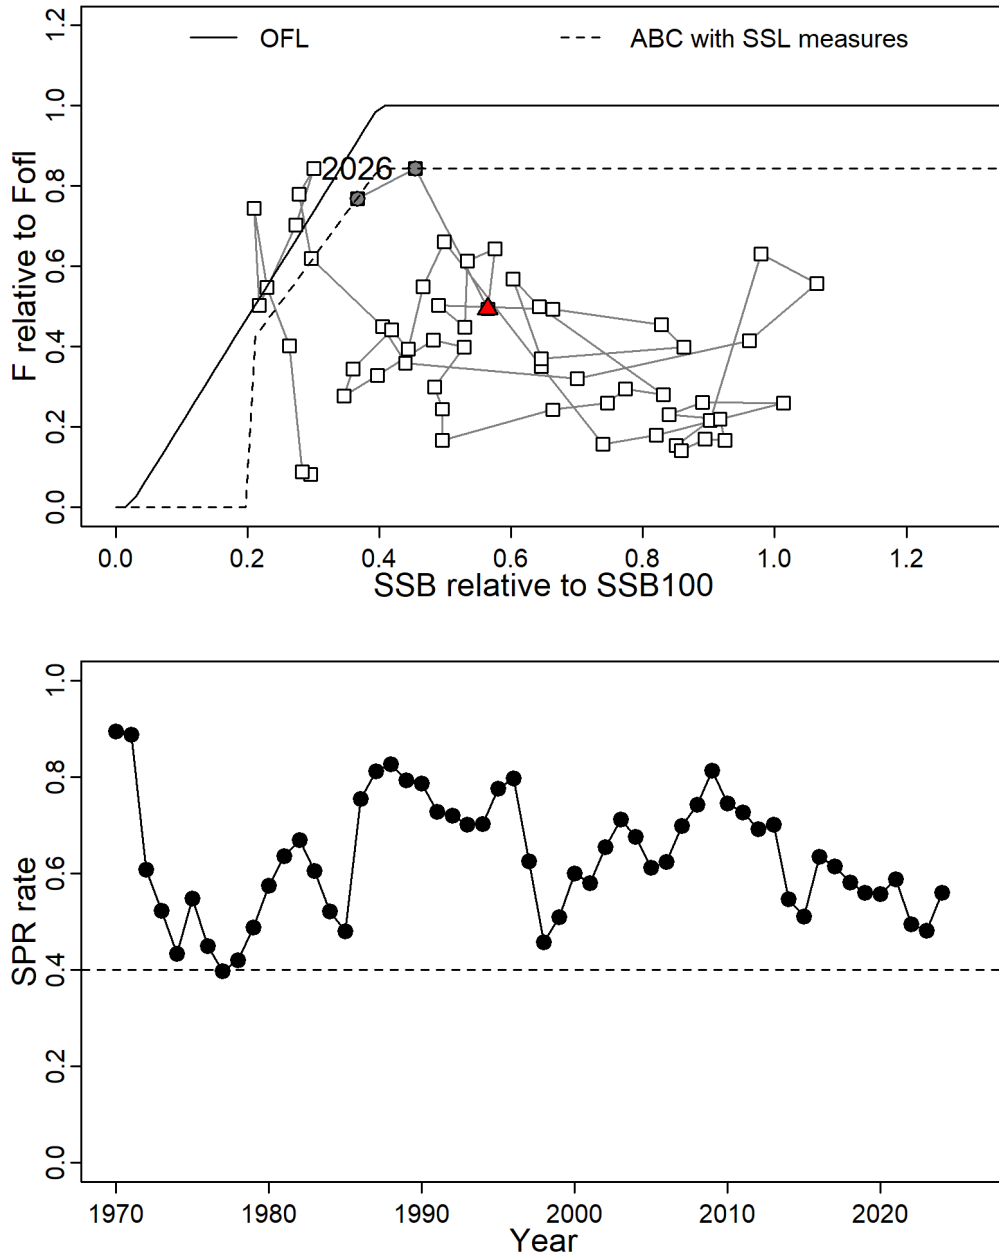 OFL
ABC with SSL measures
2026
F relative to Fofl
0.0 0.2 0.4 0.6 0.8 1.0 1.2
0.0 0.2 0.4 0.6 0.8 1.0 1.2
SSB relative to SSB100
SPR rate
0.0 0.2 0.4 0.6 0.8 1.0
1970 1980 1990 2000 2010 2020
Year